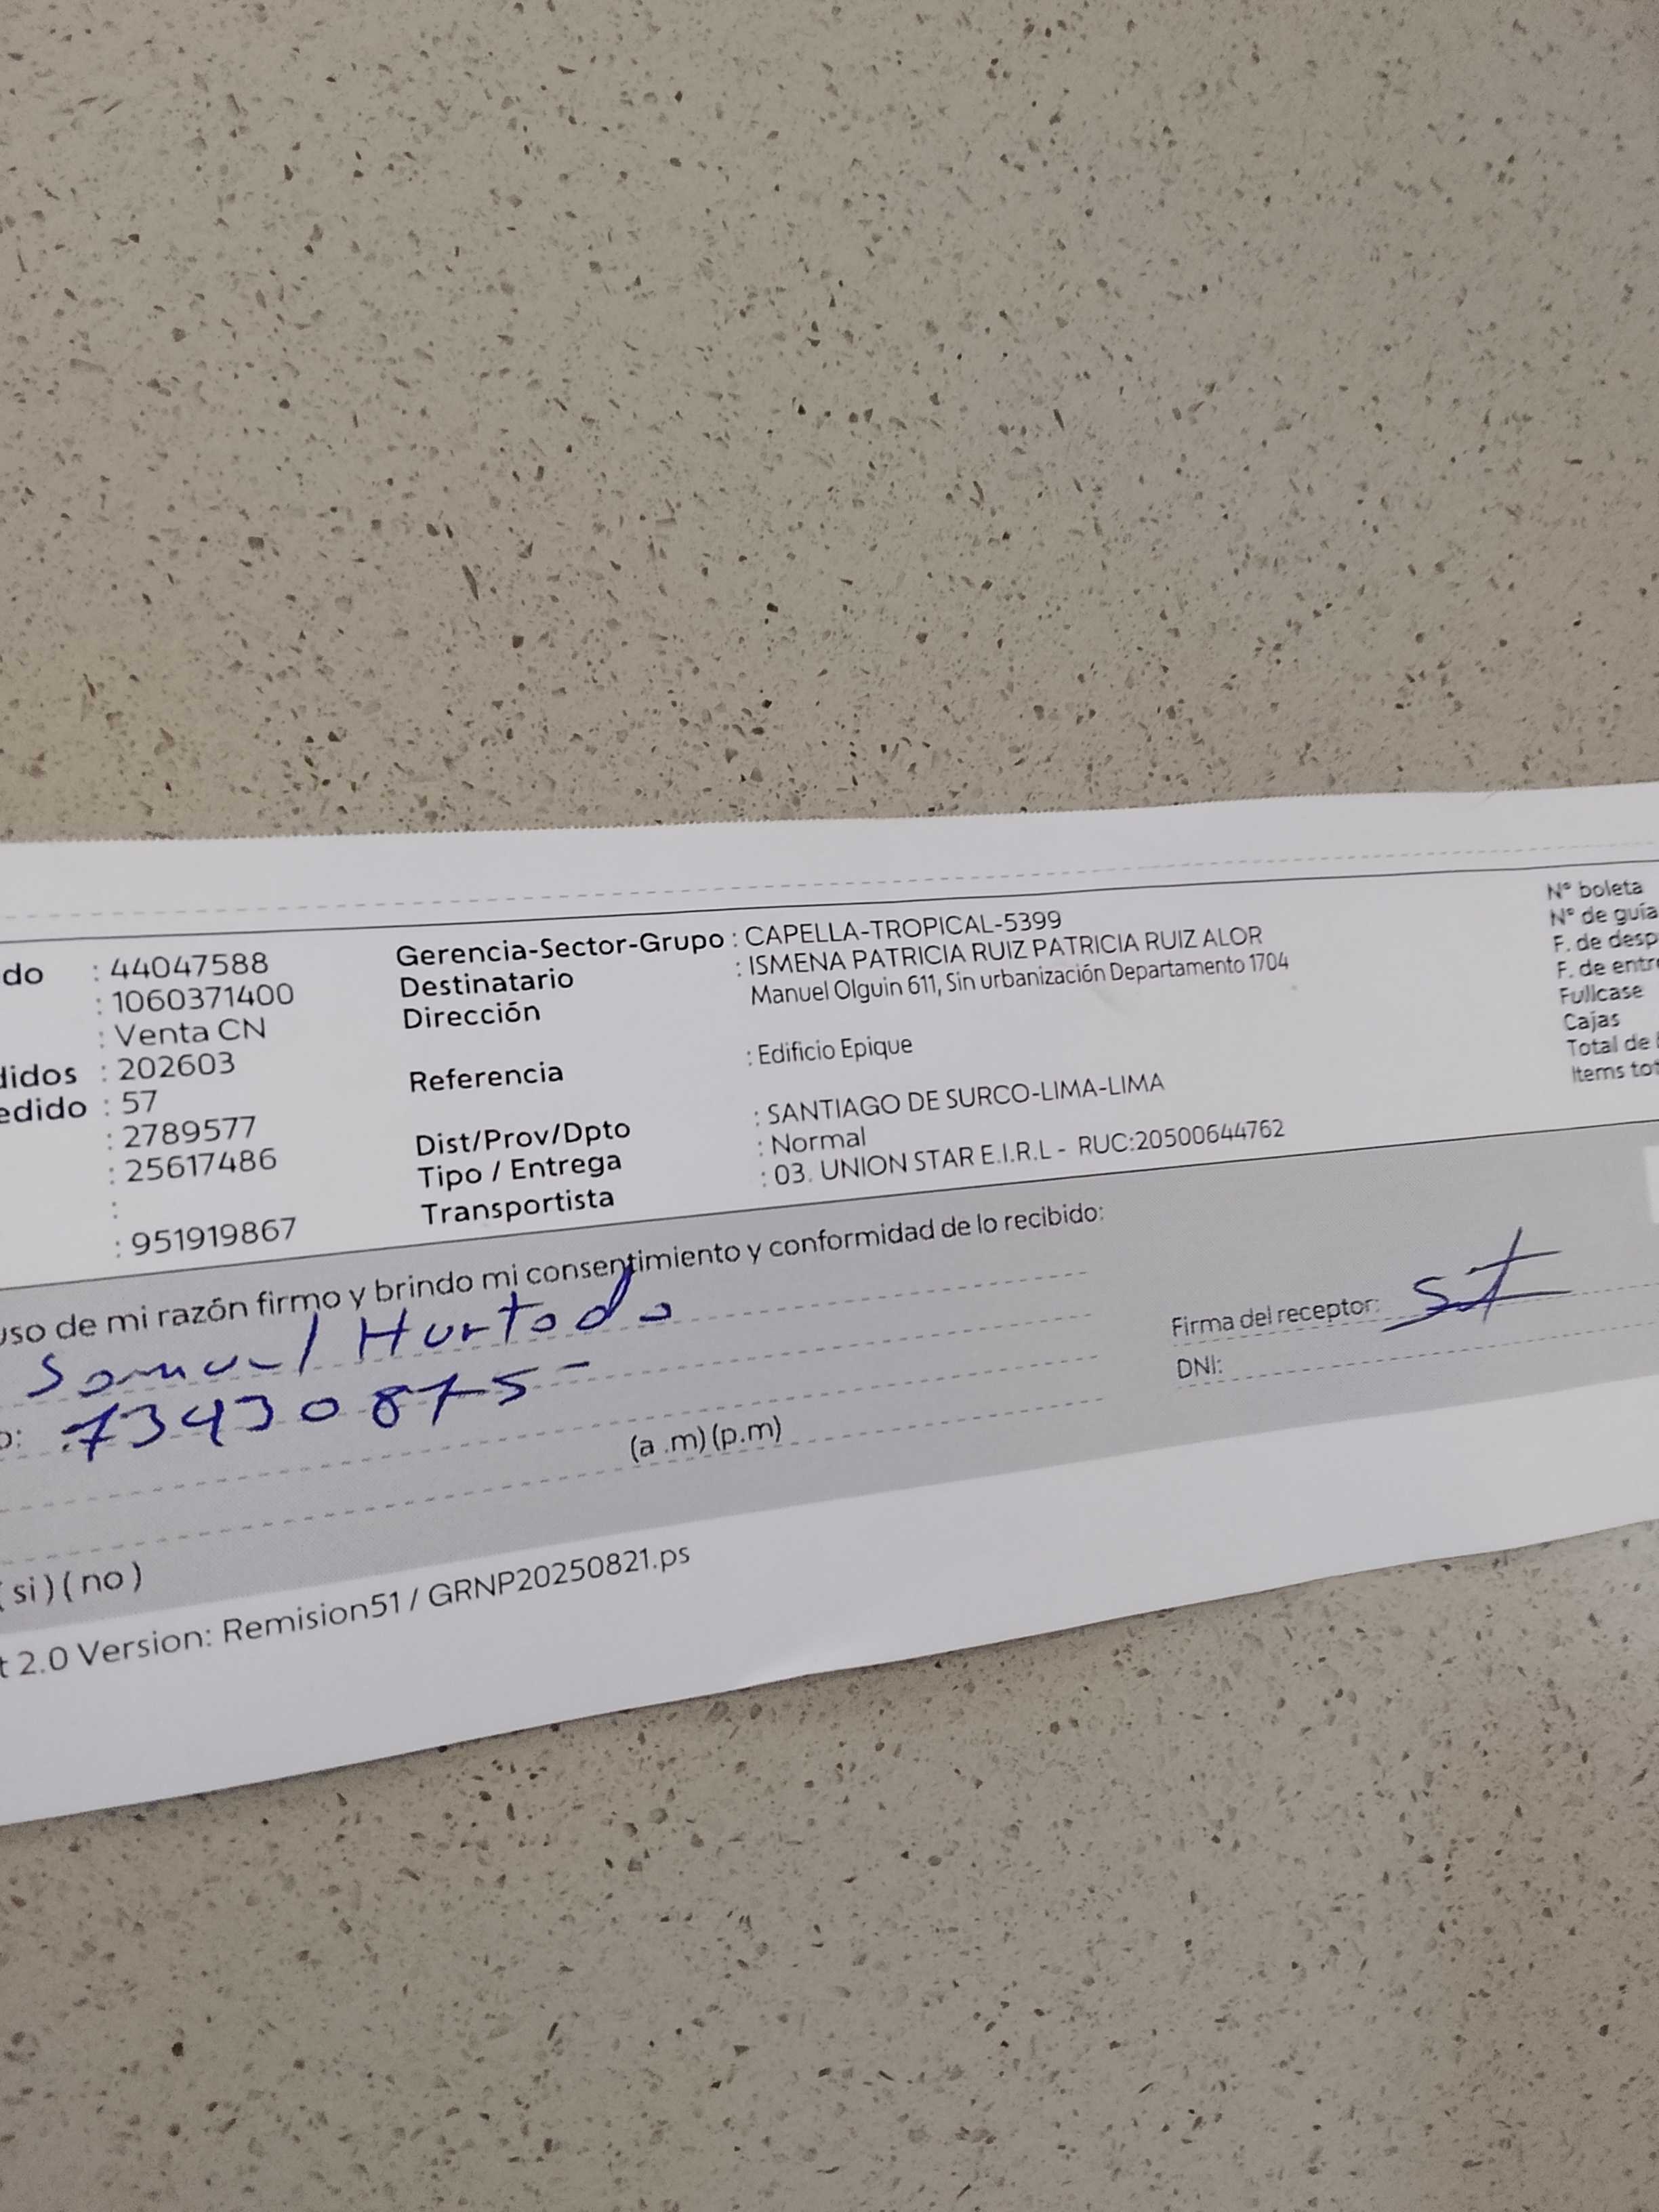 do : 44047588
: 1060371400
: Venta CN
didos : 202603
edido : 57
: 2789577
: 25617486
:
: 951919867
Gerencia-Sector-Grupo : CAPELLA-TROPICAL-5399
Destinatario : ISMENA PATRICIA RUIZ PATRICIA RUIZ ALOR
Dirección Manuel Olguin 611, Sin urbanización Departamento 1704
Referencia : Edificio Epique
Dist/Prov/Dpto : SANTIAGO DE SURCO-LIMA-LIMA
Tipo / Entrega : Normal
Transportista : 03. UNION STAR E.I.R.L - RUC:20500644762
N° boleta
N° de guía
F. de desp
F. de entre
Fullcase
Cajas
Total de
Items tot
uso de mi razón firmo y brindo mi consentimiento y conformidad de lo recibido:
Samuel Hurtado
o: 73430875
(a .m) (p.m)
Firma del receptor:
DNI:
( si ) ( no )
t 2.0 Version: Remision51 / GRNP20250821.ps